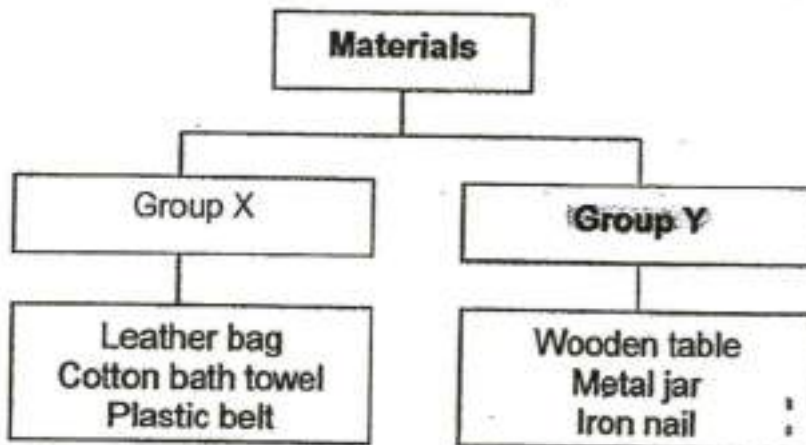 Materials
Group X
Group Y
Leather bag
Cotton bath towel
Plastic belt
Wooden table
Metal jar
Iron nail